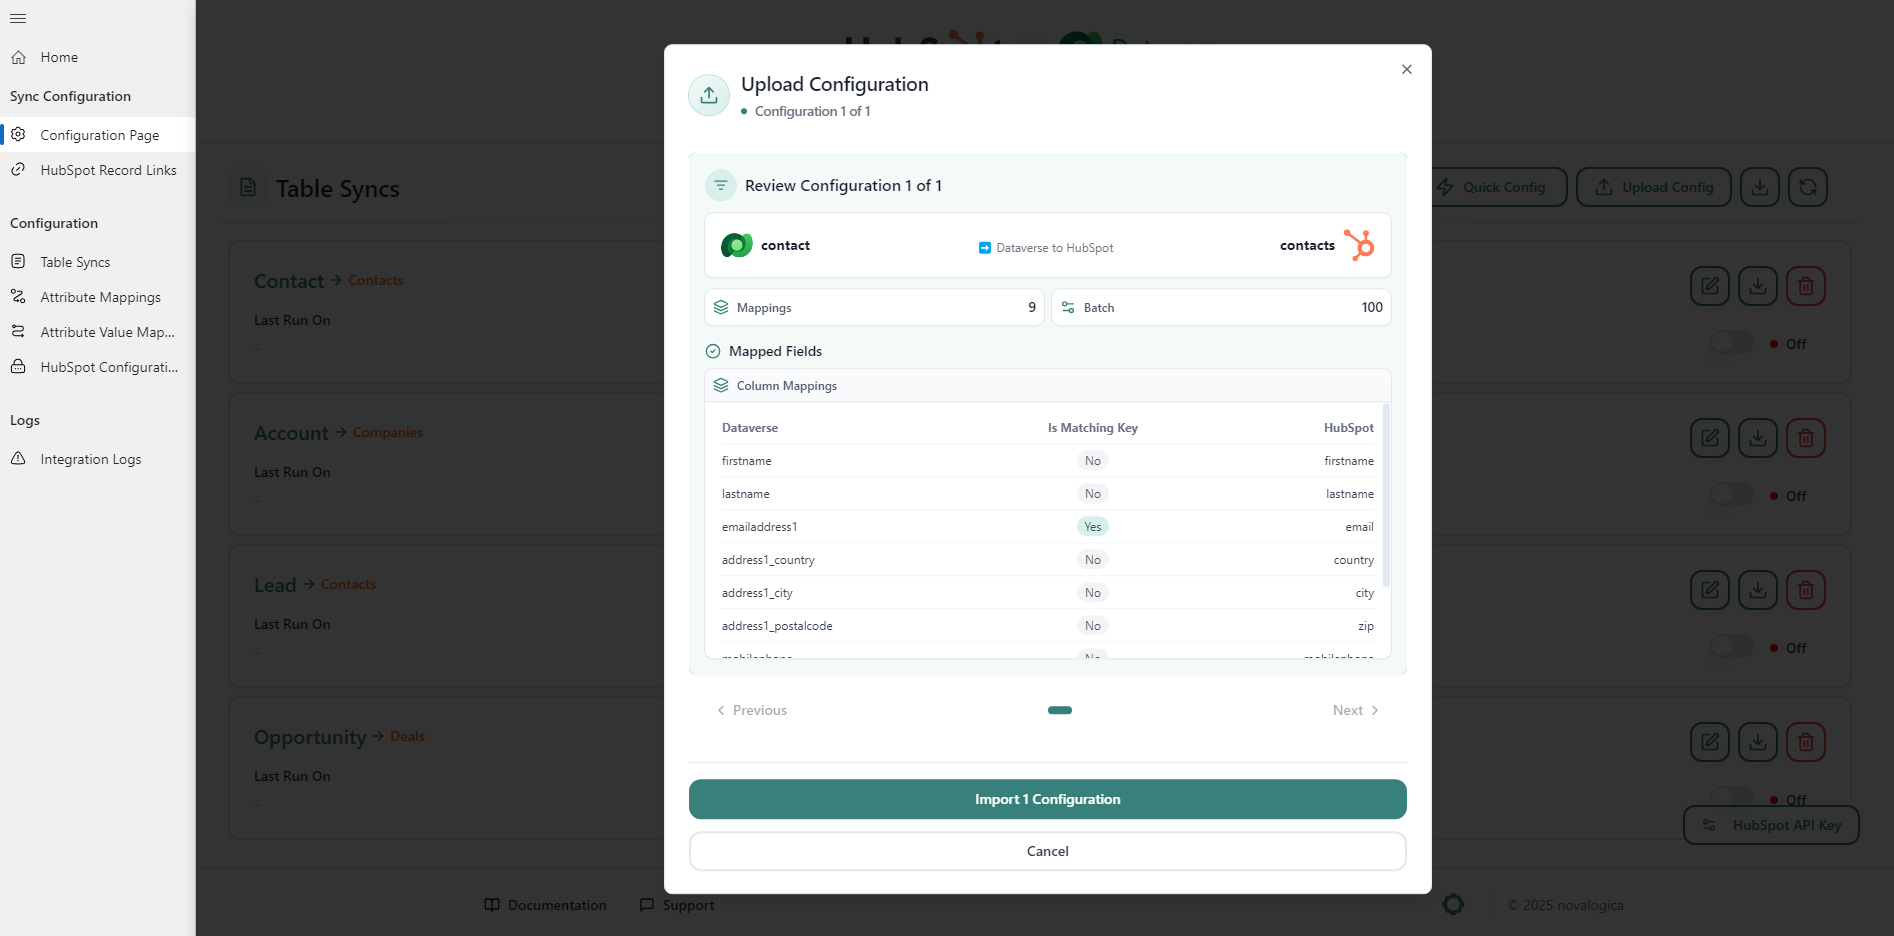 Home
Sync Configuration
Configuration Page
HubSpot Record Links
Configuration
Table Syncs
Attribute Mappings
Attribute Value Map...
HubSpot Configurati...
Logs
Integration Logs
Table Syncs
Quick Config
Upload Config
Contact → Contacts
Last Run On
-
Off
Account → Companies
Last Run On
-
Off
Lead → Contacts
Last Run On
-
Off
Opportunity → Deals
Last Run On
-
Off
HubSpot API Key
Documentation
Support
© 2025 novalogica
Upload Configuration
Configuration 1 of 1
Review Configuration 1 of 1
contact
Dataverse to HubSpot
contacts
Mappings 9
Batch 100
Mapped Fields
Column Mappings
Dataverse Is Matching Key HubSpot
firstname No firstname
lastname No lastname
emailaddress1 Yes email
address1_country No country
address1_city No city
address1_postalcode No zip
mobilephone No mobilephone
Previous
Next
Import 1 Configuration
Cancel